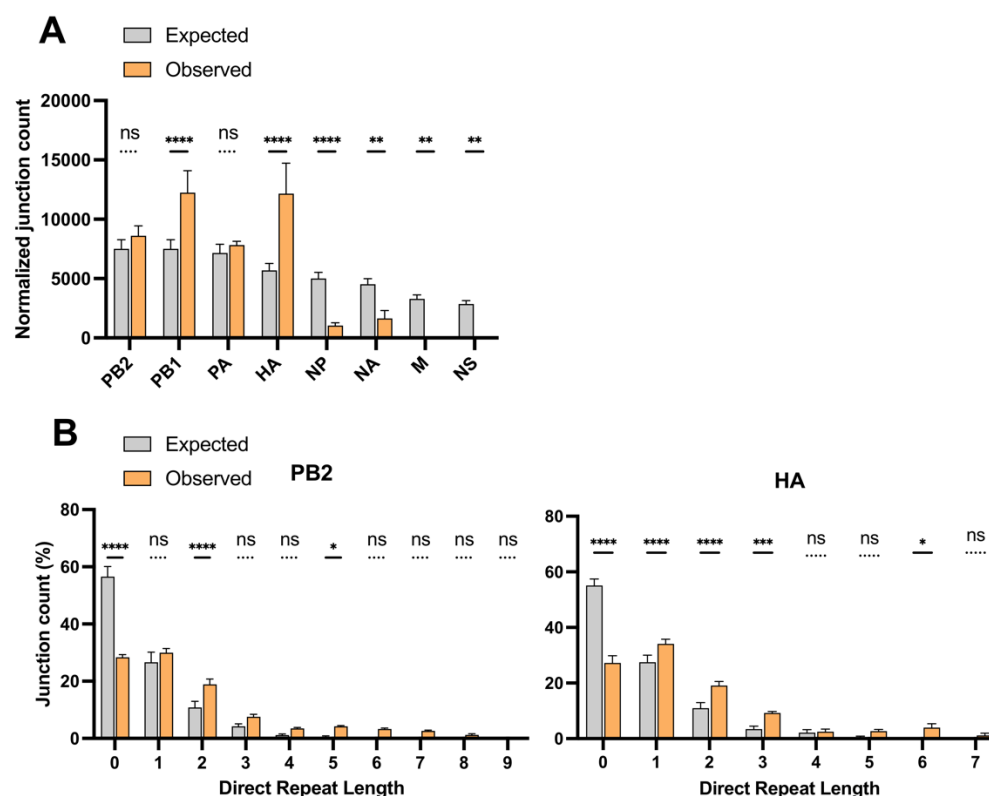 A
Expected
Observed
Normalized junction count
20000
15000
10000
5000
0
ns
****
ns
****
****
**
**
**
PB2
PB1
PA
HA
NP
NA
M
NS
B
Expected
Observed
PB2
Junction count (%)
80
60
40
20
0
****
ns
****
ns
ns
*
ns
ns
ns
ns
0 1 2 3 4 5 6 7 8 9
Direct Repeat Length
HA
80
60
40
20
0
****
****
****
***
ns
ns
*
ns
0 1 2 3 4 5 6 7
Direct Repeat Length